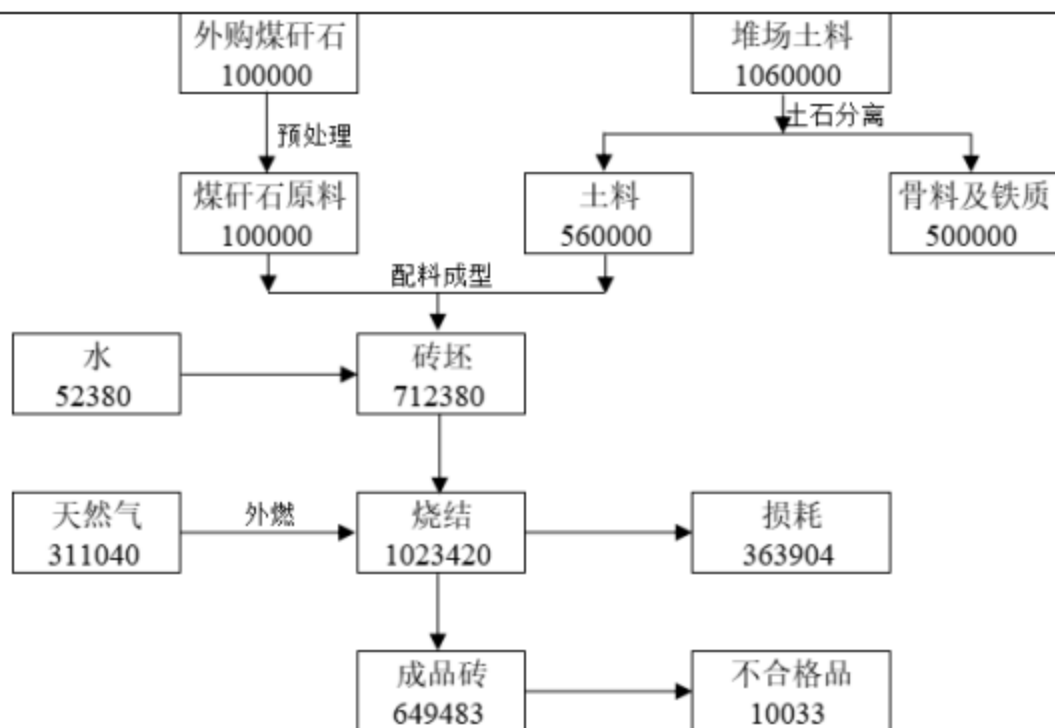 外购煤矸石
100000
堆场土料
1060000
预处理
土石分离
煤矸石原料
100000
土料
560000
骨料及铁质
500000
配料成型
水
52380
砖坯
712380
天然气
311040
外燃
烧结
1023420
损耗
363904
成品砖
649483
不合格品
10033